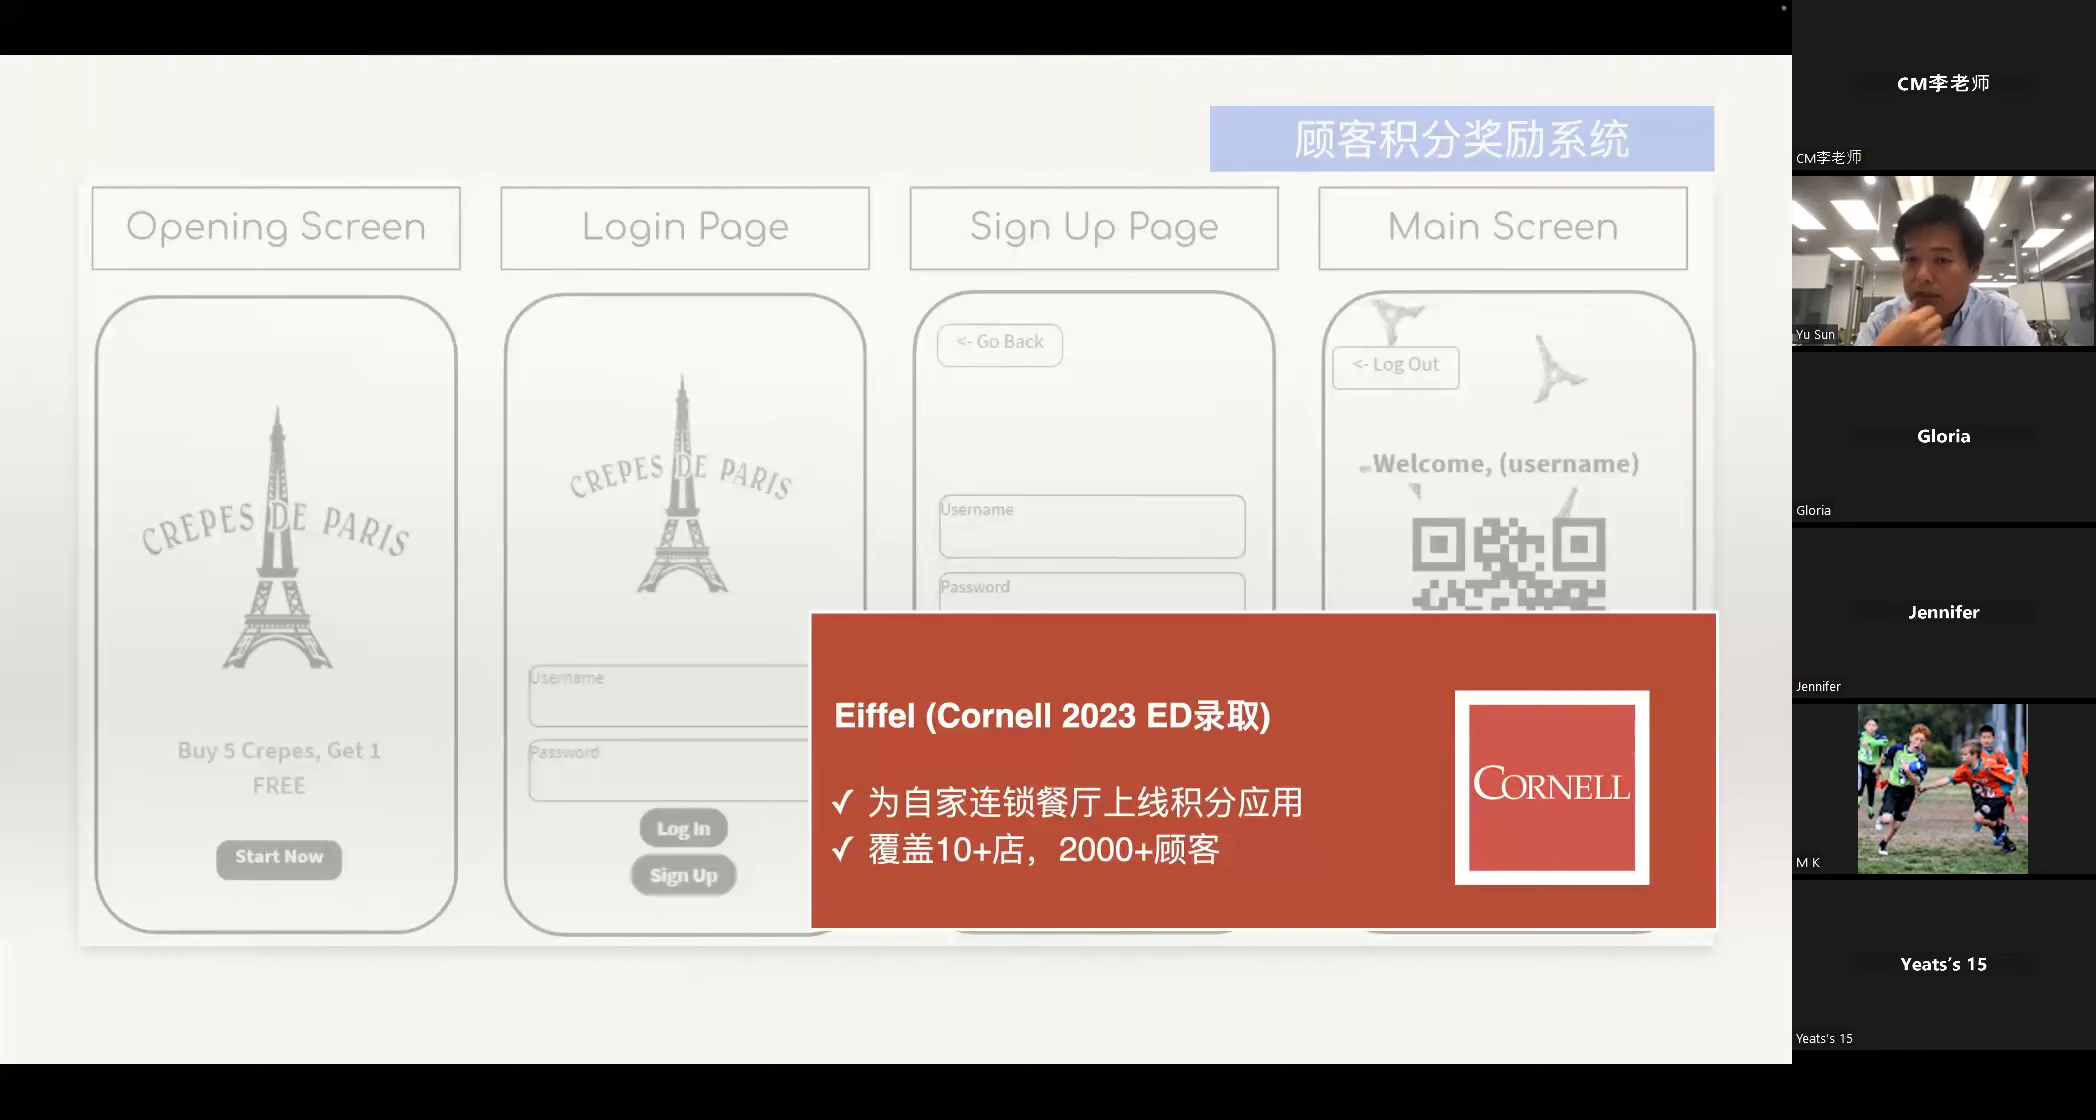 顾客积分奖励系统
Opening Screen
Login Page
Sign Up Page
Main Screen
CREPES DE PARIS
Buy 5 Crepes, Get 1
FREE
Start Now
CREPES DE PARIS
Username
Password
Log In
Sign Up
<- Go Back
Username
Password
<- Log Out
Welcome, (username)
Eiffel (Cornell 2023 ED录取)
✓ 为自家连锁餐厅上线积分应用
✓ 覆盖10+店，2000+顾客
CORNELL
CM李老师
CM李老师
Yu Sun
Gloria
Gloria
Jennifer
Jennifer
M K
Yeats's 15
Yeats's 15